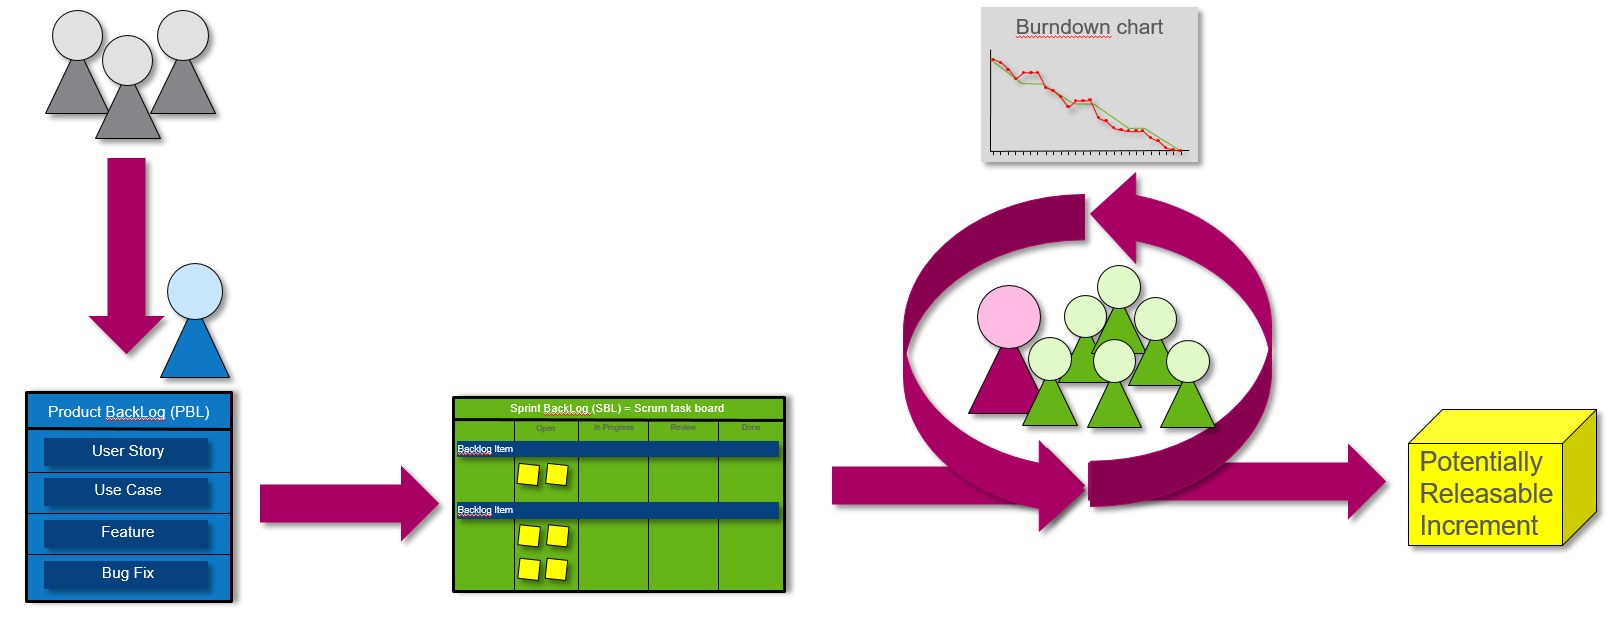 Burndown chart
Product BackLog (PBL)
User Story
Use Case
Feature
Bug Fix
Sprint BackLog (SBL) = Scrum task board
Open In Progress Review Done
Backlog Item
Backlog Item
Potentially
Releasable
Increment